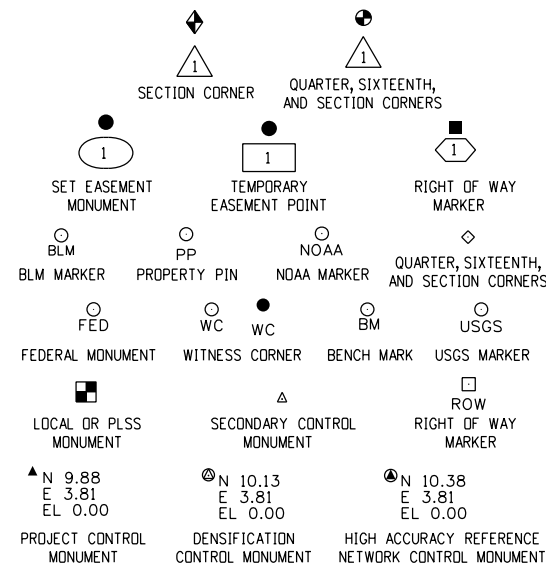 1
1
SECTION CORNER
QUARTER, SIXTEENTH,
AND SECTION CORNERS
1
1
1
SET EASEMENT
MONUMENT
TEMPORARY
EASEMENT POINT
RIGHT OF WAY
MARKER
BLM
PP
NOAA
BLM MARKER
PROPERTY PIN
NOAA MARKER
QUARTER, SIXTEENTH,
AND SECTION CORNERS
FED
WC
WC
BM
USGS
FEDERAL MONUMENT
WITNESS CORNER
BENCH MARK
USGS MARKER
ROW
LOCAL OR PLSS
MONUMENT
SECONDARY CONTROL
MONUMENT
RIGHT OF WAY
MARKER
N 9.88
E 3.81
EL 0.00
N 10.13
E 3.81
EL 0.00
N 10.38
E 3.81
EL 0.00
PROJECT CONTROL
MONUMENT
DENSIFICATION
CONTROL MONUMENT
HIGH ACCURACY REFERENCE
NETWORK CONTROL MONUMENT